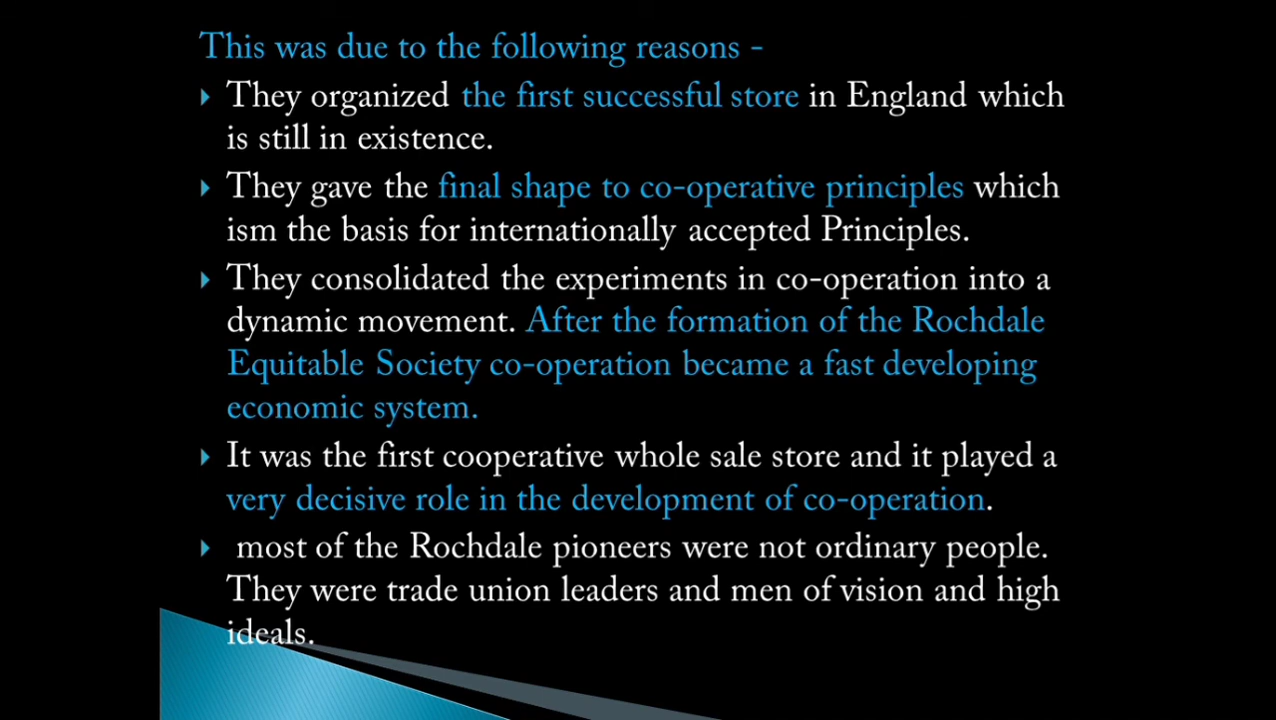 This was due to the following reasons -
They organized the first successful store in England which
is still in existence.
They gave the final shape to co-operative principles which
ism the basis for internationally accepted Principles.
They consolidated the experiments in co-operation into a
dynamic movement. After the formation of the Rochdale
Equitable Society co-operation became a fast developing
economic system.
It was the first cooperative whole sale store and it played a
very decisive role in the development of co-operation.
most of the Rochdale pioneers were not ordinary people.
They were trade union leaders and men of vision and high
ideals.